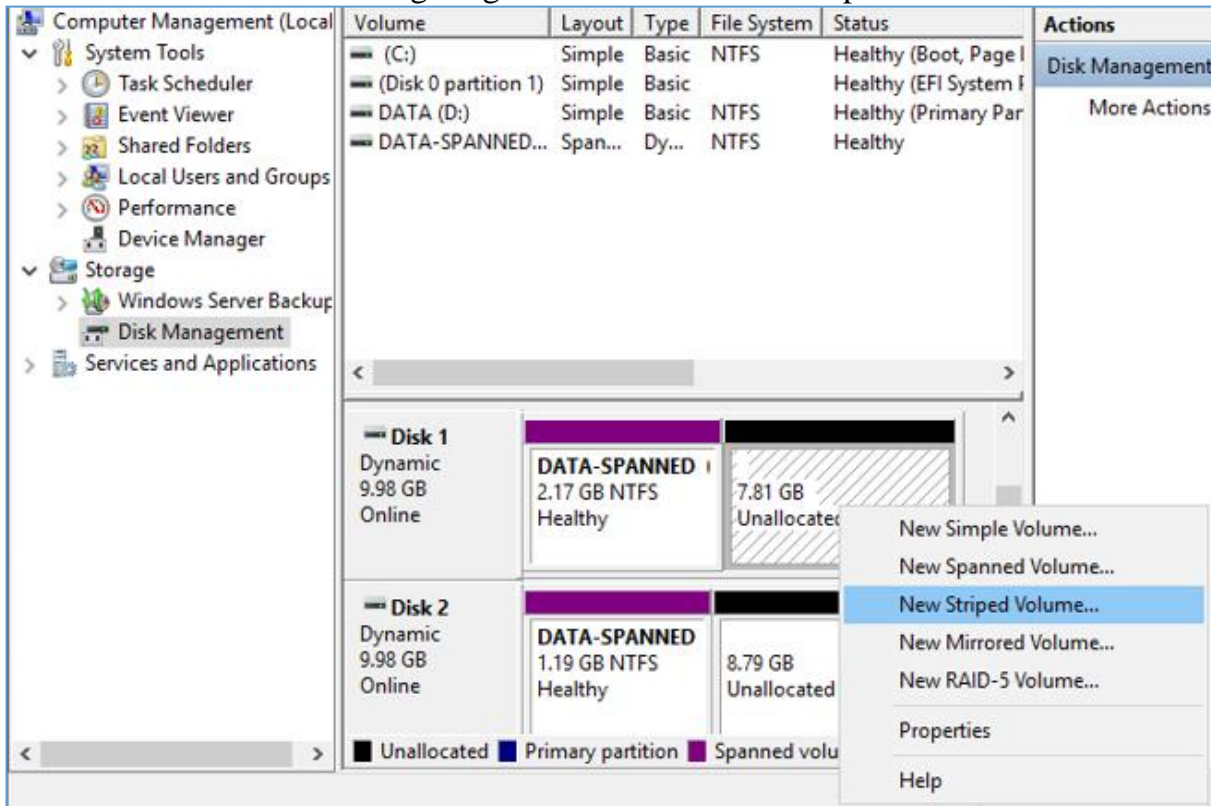 Computer Management (Local
System Tools
Task Scheduler
Event Viewer
Shared Folders
Local Users and Groups
Performance
Device Manager
Storage
Windows Server Backup
Disk Management
Services and Applications
Volume Layout Type File System Status
(C:) Simple Basic NTFS Healthy (Boot, Page
(Disk 0 partition 1) Simple Basic Healthy (EFI System
DATA (D:) Simple Basic NTFS Healthy (Primary Par
DATA-SPANNED... Span... Dy... NTFS Healthy
Actions
Disk Management
More Actions
Disk 1
Dynamic
9.98 GB
Online
DATA-SPANNED
2.17 GB NTFS
Healthy
7.81 GB
Unallocated
Disk 2
Dynamic
9.98 GB
Online
DATA-SPANNED
1.19 GB NTFS
Healthy
8.79 GB
Unallocated
Unallocated Primary partition Spanned volu
New Simple Volume...
New Spanned Volume...
New Striped Volume...
New Mirrored Volume...
New RAID-5 Volume...
Properties
Help